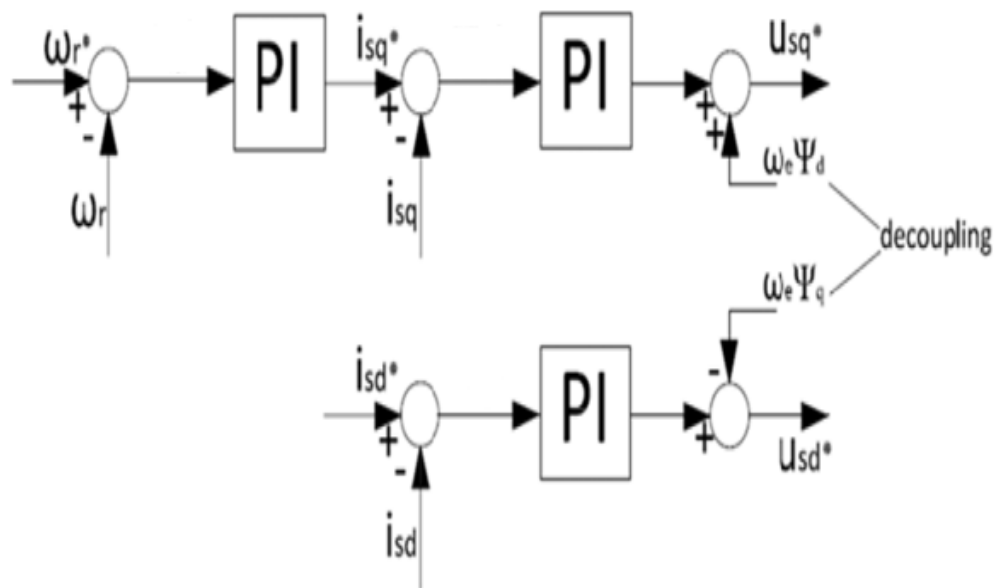 ωr*
+
-
ωr
PI
isq*
+
-
isq
PI
+
+
usq*
ωeΨd
decoupling
ωeΨq
-
isd*
+
-
isd
PI
+
usd*